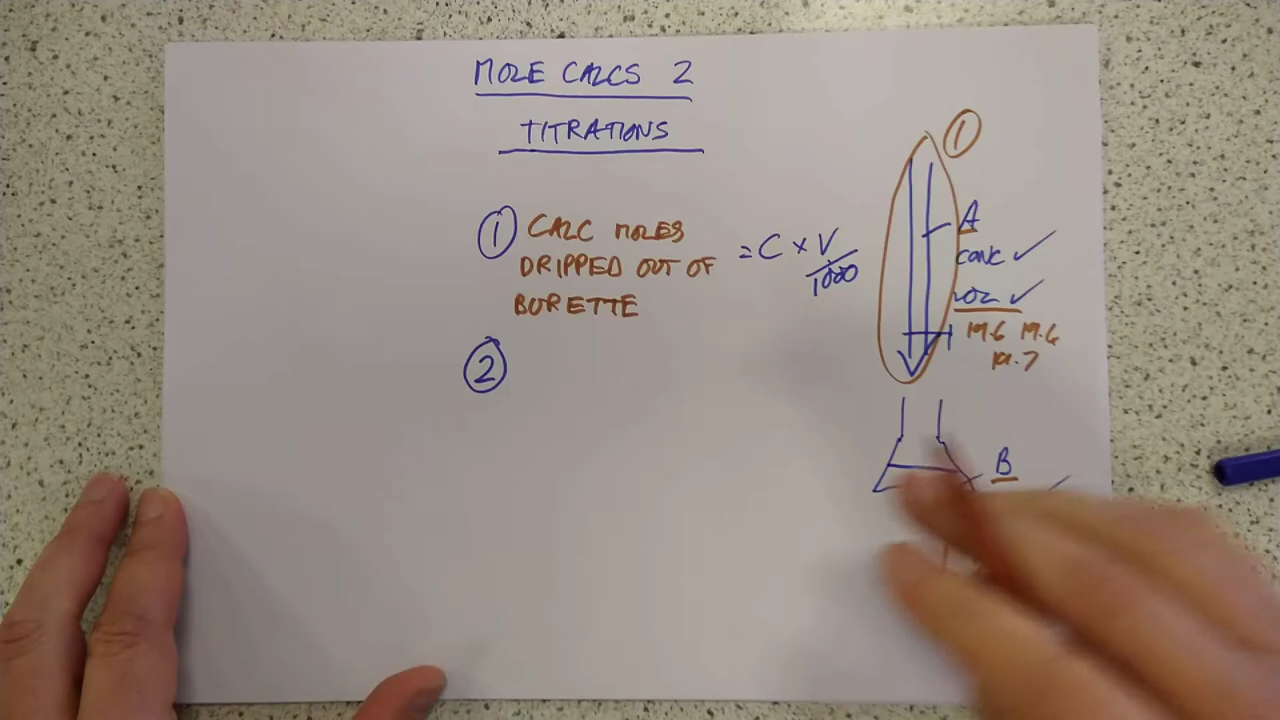 MOLE CALCS 2
TITRATIONS
① CALC MOLES
DRIPPED OUT OF
BURETTE
= C × V
1000
②
①
A
CONC ✓
VOL ✓
19.6 19.6
19.7
B